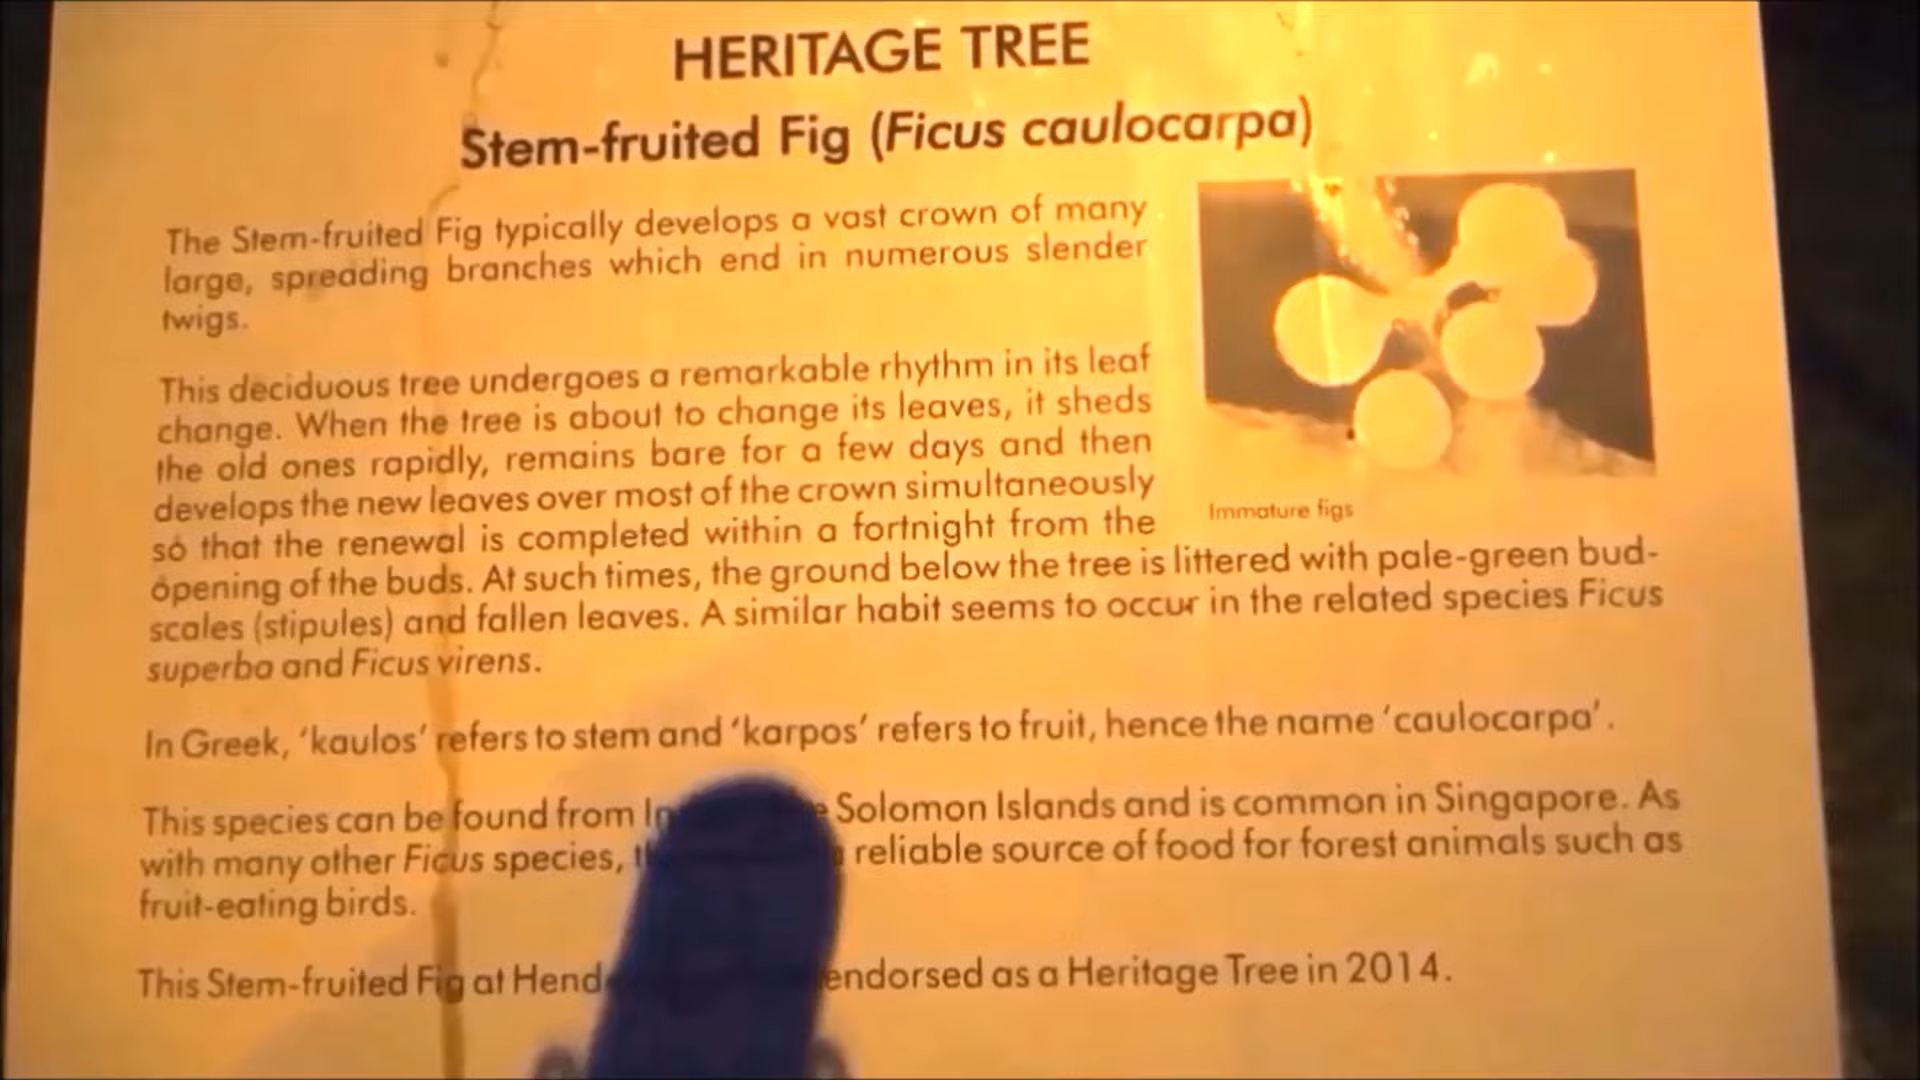 HERITAGE TREE
Stem-fruited Fig (Ficus caulocarpa)
The Stem-fruited Fig typically develops a vast crown of many
large, spreading branches which end in numerous slender
twigs.
This deciduous tree undergoes a remarkable rhythm in its leaf
change. When the tree is about to change its leaves, it sheds
the old ones rapidly, remains bare for a few days and then
develops the new leaves over most of the crown simultaneously
so that the renewal is completed within a fortnight from the
opening of the buds. At such times, the ground below the tree is littered with pale-green bud-
scales (stipules) and fallen leaves. A similar habit seems to occur in the related species Ficus
superba and Ficus virens.
Immature figs
In Greek, ‘kaulos’ refers to stem and ‘karpos’ refers to fruit, hence the name ‘caulocarpa’.
This species can be found from Solomon Islands and is common in Singapore. As
with many other Ficus species, reliable source of food for forest animals such as
fruit-eating birds.
This Stem-fruited Fig at endorsed as a Heritage Tree in 2014.